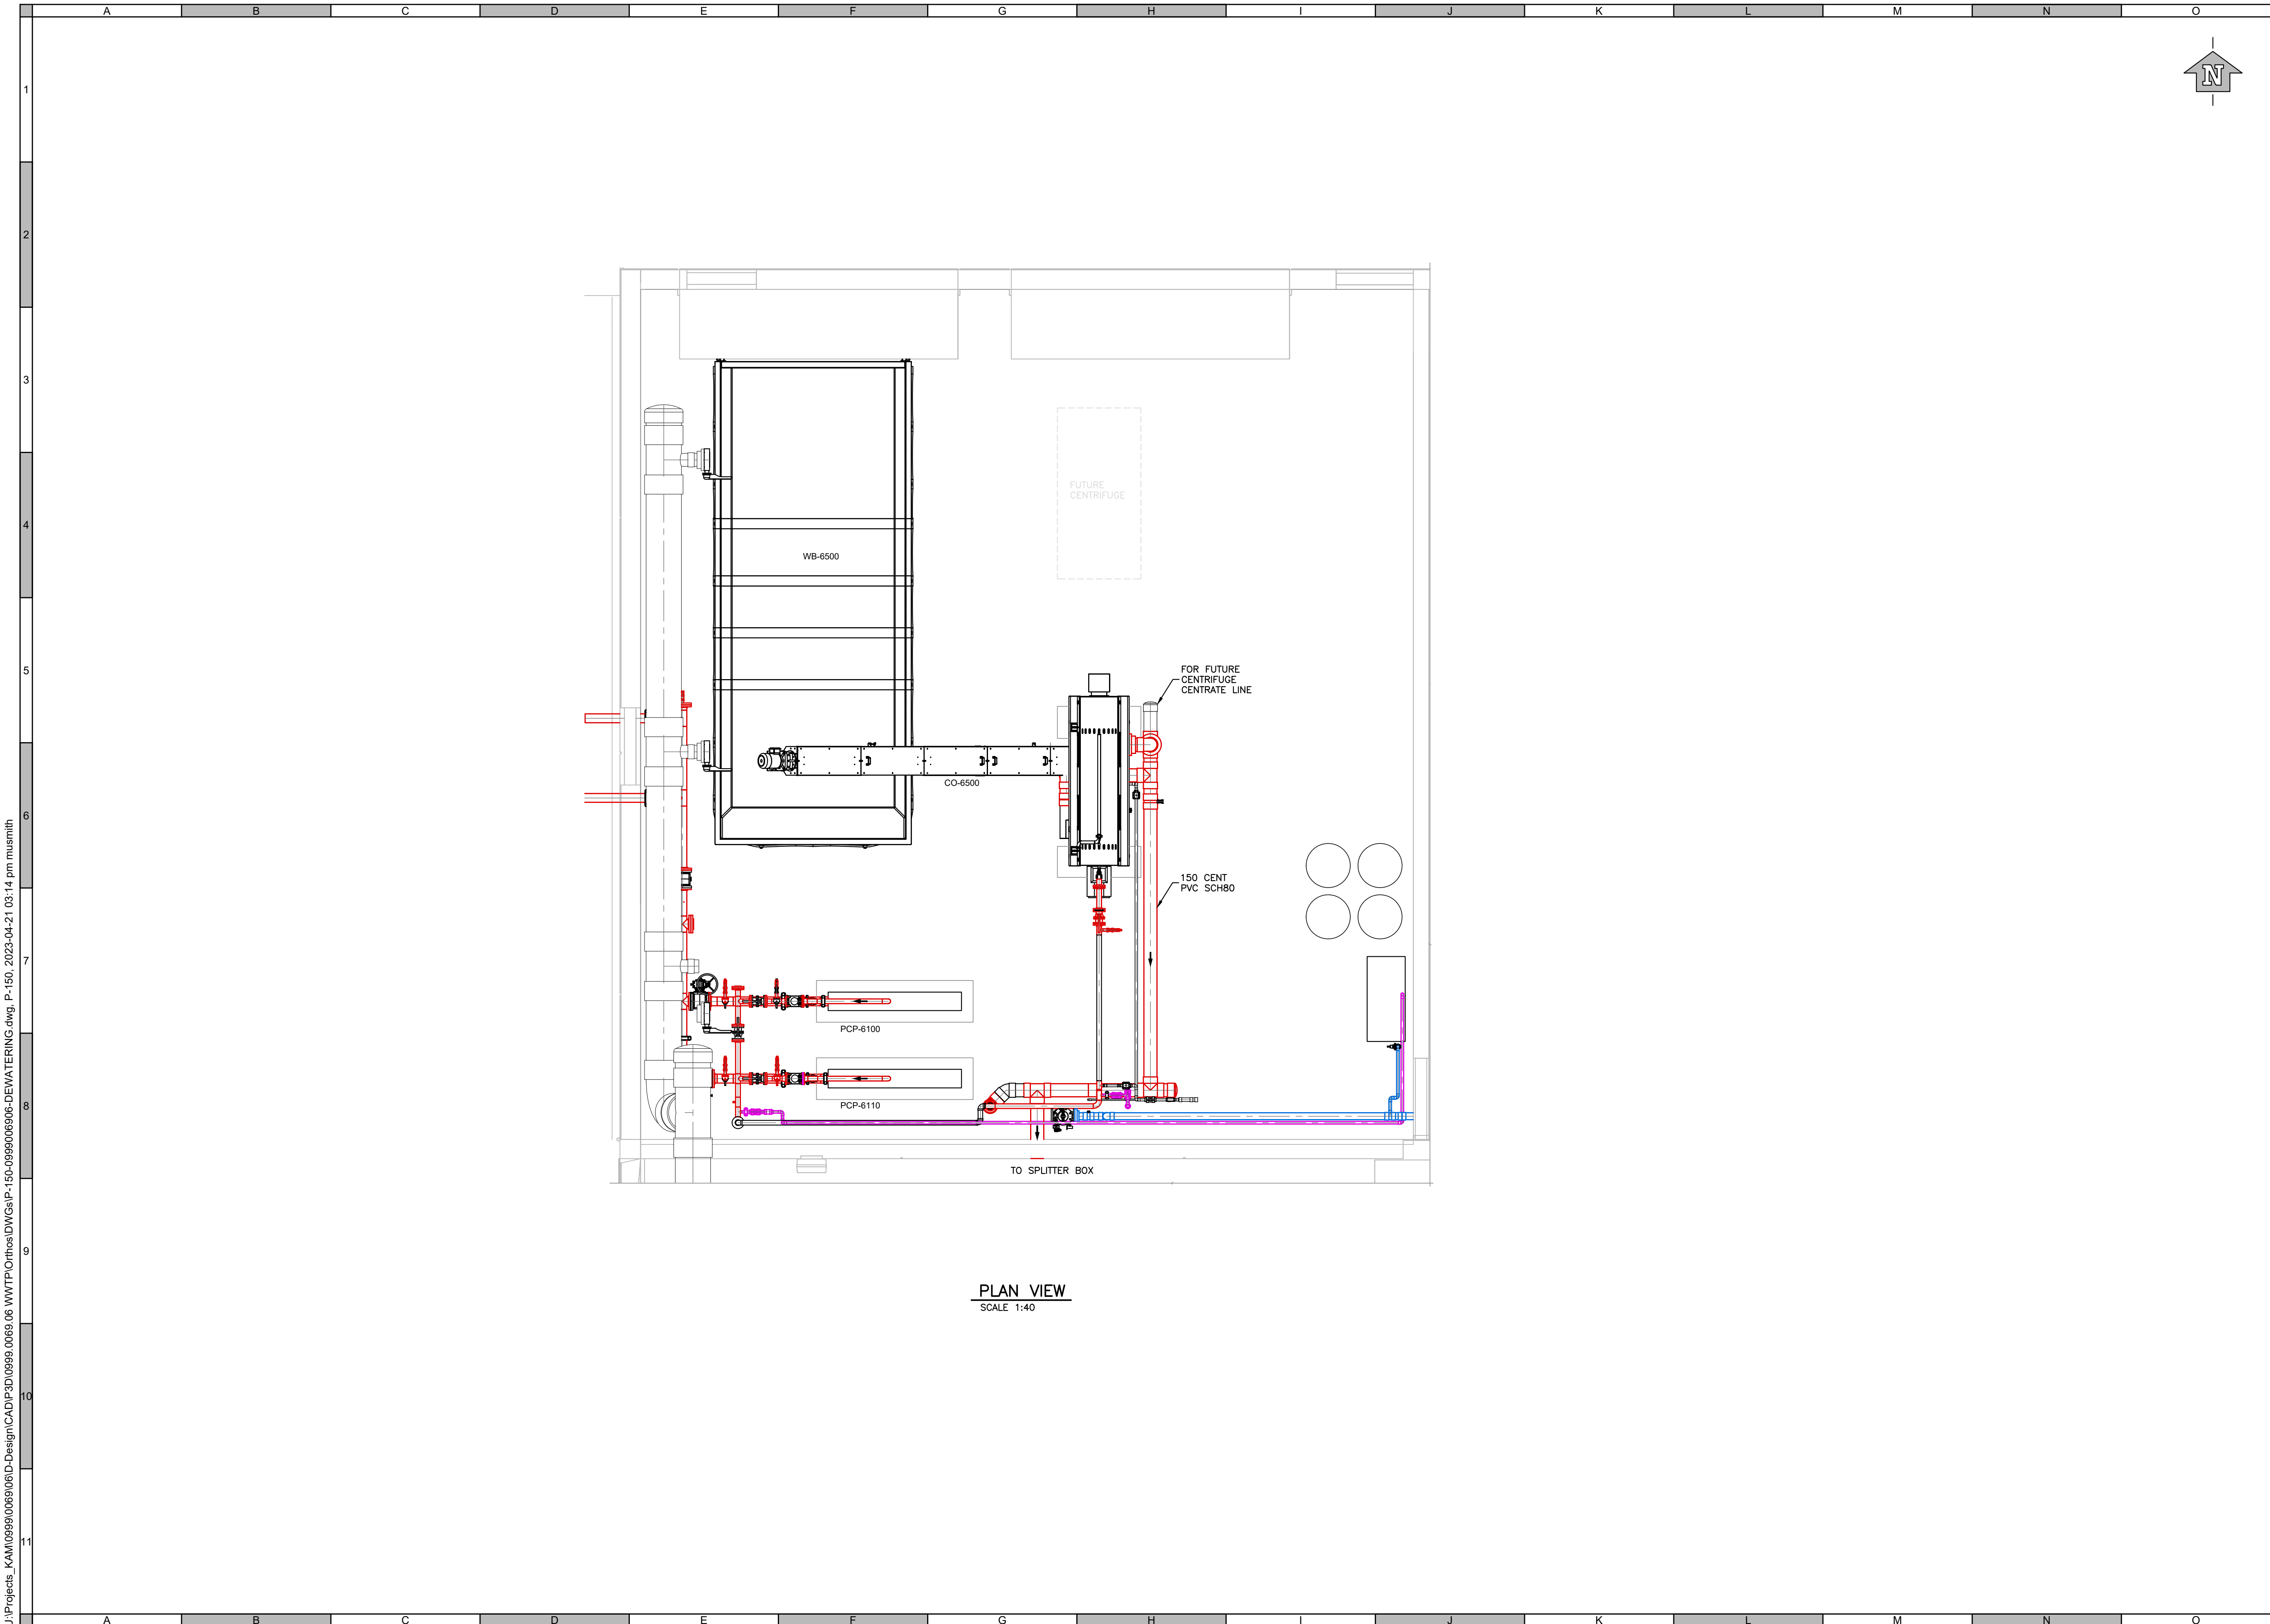 A B C D E F G H I J K L M N O
N
1
2
3
4
5
6
7
8
9
10
11
FUTURE
CENTRIFUGE
WB-6500
FOR FUTURE
CENTRIFUGE
CENTRATE LINE
CO-6500
150 CENT
PVC SCH80
PCP-6100
PCP-6110
TO SPLITTER BOX
PLAN VIEW
SCALE 1:40
J:\Projects_KAM\0999\0069\06\D-Design\CAD\P3D\0999.0069.06 WWTP\Orthos\DWGs\P-150-0999006906-DEWATERING.dwg, P-150, 2023-04-21 03:14 pm musmith
A B C D E F G H I J K L M N O